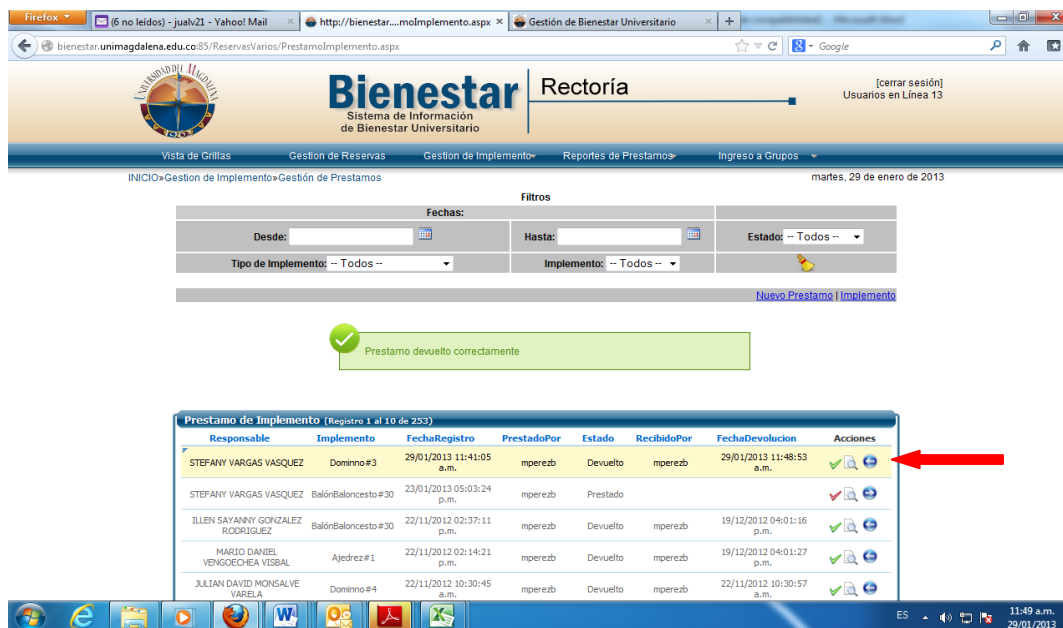 Firefox
(6 no leídos) - jualv21 - Yahoo! Mail × http://bienestar....moImplemento.aspx × Gestión de Bienestar Universitario × +
bienestar.unimagdalena.edu.co:85/ReservasVarios/PrestamoImplemento.aspx Google
Bienestar Rectoría [cerrar sesión]
Sistema de Información Usuarios en Línea 13
de Bienestar Universitario
Vista de Grillas Gestion de Reservas Gestion de Implemento Reportes de Prestamos Ingreso a Grupos
INICIO»Gestion de Implemento»Gestión de Prestamos martes, 29 de enero de 2013
Filtros
Fechas:
Desde: Hasta: Estado: -- Todos --
Tipo de Implemento: -- Todos -- Implemento: -- Todos --
Nuevo Prestamo | Implemento
Prestamo devuelto correctamente
Prestamo de Implemento (Registro 1 al 10 de 253)
Responsable Implemento FechaRegistro PrestadoPor Estado RecibidoPor FechaDevolucion Acciones
STEFANY VARGAS VASQUEZ Dominno#3 29/01/2013 11:41:05 a.m. mperezb Devuelto mperezb 29/01/2013 11:48:53 a.m.
STEFANY VARGAS VASQUEZ BalónBaloncesto#30 23/01/2013 05:03:24 p.m. mperezb Prestado
ILLEN SAYANNY GONZALEZ RODRIGUEZ BalónBaloncesto#30 22/11/2012 02:37:11 p.m. mperezb Devuelto mperezb 19/12/2012 04:01:16 p.m.
MARIO DANIEL VENGOECHEA VISBAL Ajedrez#1 22/11/2012 02:14:21 p.m. mperezb Devuelto mperezb 19/12/2012 04:01:27 p.m.
JULIAN DAVID MONSALVE VARELA Dominno#4 22/11/2012 10:30:45 a.m. mperezb Devuelto mperezb 22/11/2012 10:30:57 a.m.
ES 11:49 a.m.
29/01/2013